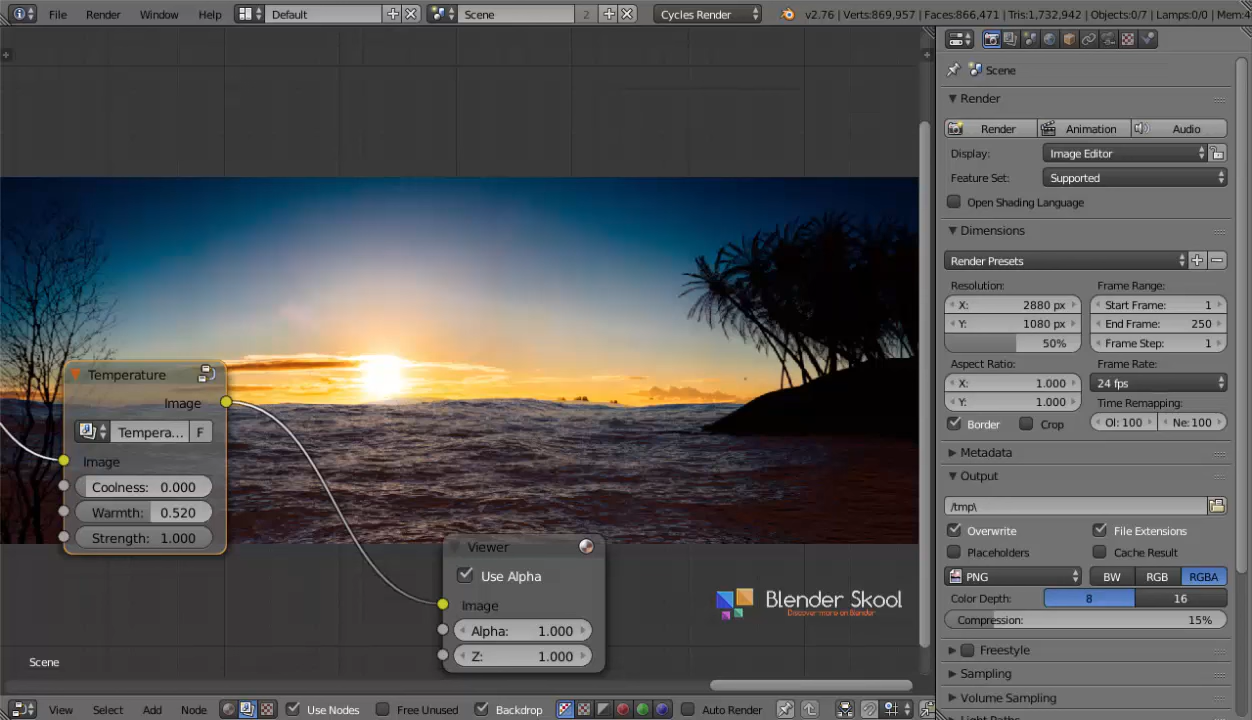 File Render Window Help Default Scene 2 Cycles Render v2.76 | Verts:869,957 | Faces:866,471 | Tris:1,732,942 | Objects:0/7 | Lamps:0/0 | Mem:4
Scene
Render
Render Animation Audio
Display: Image Editor
Feature Set: Supported
Open Shading Language
Dimensions
Render Presets
Resolution: Frame Range:
X: 2880 px Start Frame: 1
Y: 1080 px End Frame: 250
50% Frame Step: 1
Aspect Ratio: Frame Rate:
X: 1.000 24 fps
Y: 1.000 Time Remapping:
Border Crop Ol: 100 Ne: 100
Metadata
Output
/tmp\
Overwrite File Extensions
Placeholders Cache Result
PNG BW RGB RGBA
Color Depth: 8 16
Compression: 15%
Freestyle
Sampling
Volume Sampling
Light Paths
Temperature
Image
Tempera... F
Image
Coolness: 0.000
Warmth: 0.520
Strength: 1.000
Viewer
Use Alpha
Image
Alpha: 1.000
Z: 1.000
Blender Skool
Discover more on Blender
Scene
View Select Add Node Use Nodes Free Unused Backdrop Auto Render